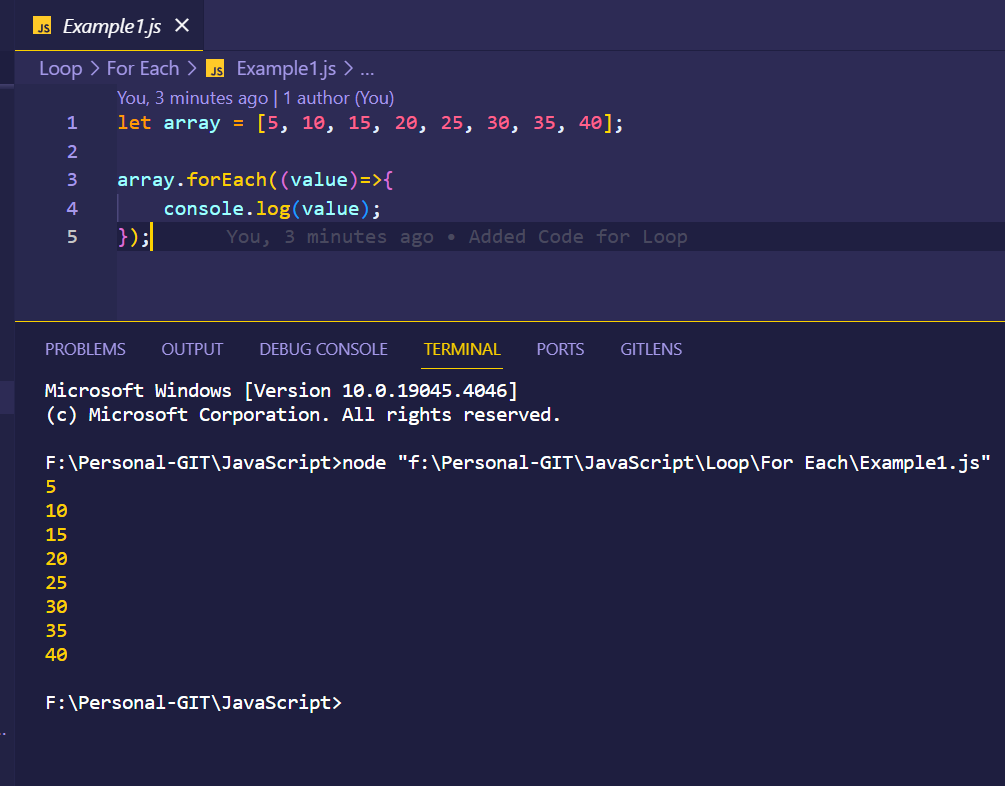 JS Example1.js ×
Loop > For Each > JS Example1.js > ...
You, 3 minutes ago | 1 author (You)
1 let array = [5, 10, 15, 20, 25, 30, 35, 40];
2
3 array.forEach((value)=>{
4 console.log(value);
5 }); You, 3 minutes ago • Added Code for Loop
PROBLEMS OUTPUT DEBUG CONSOLE TERMINAL PORTS GITLENS
Microsoft Windows [Version 10.0.19045.4046]
(c) Microsoft Corporation. All rights reserved.
F:\Personal-GIT\JavaScript>node "f:\Personal-GIT\JavaScript\Loop\For Each\Example1.js"
5
10
15
20
25
30
35
40
F:\Personal-GIT\JavaScript>